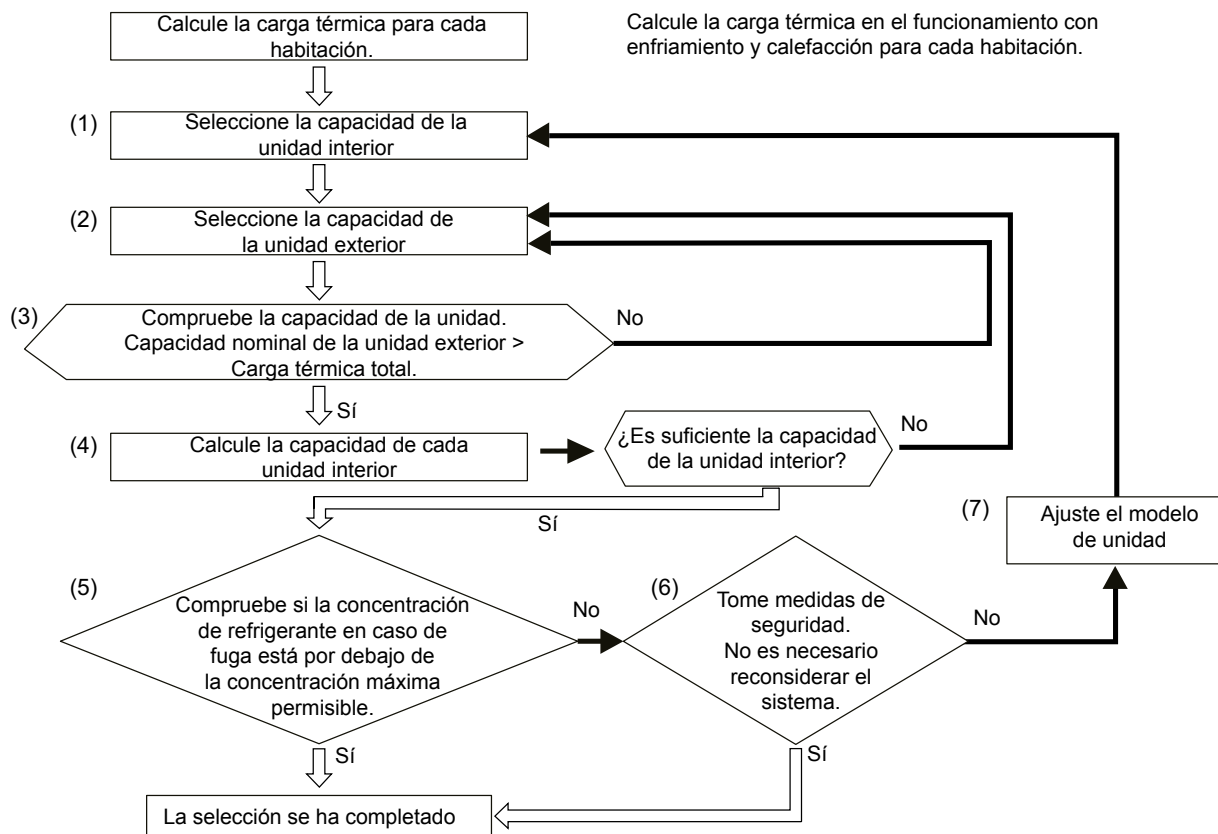 Calcule la carga térmica para cada
habitación.
Calcule la carga térmica en el funcionamiento con
enfriamiento y calefacción para cada habitación.
(1)
Seleccione la capacidad de la
unidad interior
(2)
Seleccione la capacidad de
la unidad exterior
(3)
Compruebe la capacidad de la unidad.
Capacidad nominal de la unidad exterior >
Carga térmica total.
No
Sí
(4)
Calcule la capacidad de cada
unidad interior
¿Es suficiente la capacidad
de la unidad interior?
No
Sí
(7)
Ajuste el modelo
de unidad
(5)
Compruebe si la concentración
de refrigerante en caso de
fuga está por debajo de
la concentración máxima
permisible.
No
(6)
Tome medidas de
seguridad.
No es necesario
reconsiderar el
sistema.
No
Sí
Sí
La selección se ha completado